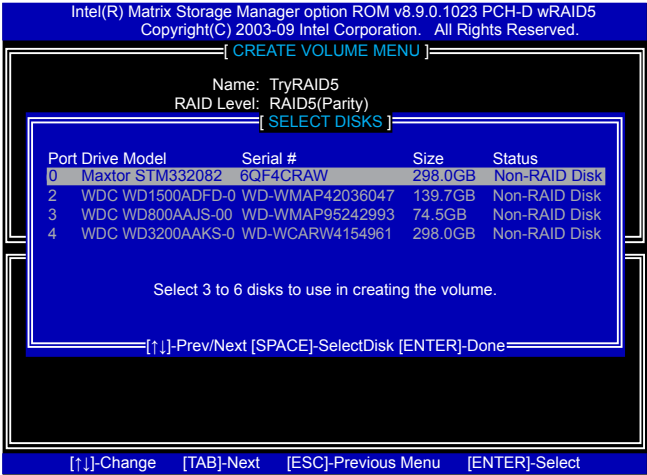 Intel(R) Matrix Storage Manager option ROM v8.9.0.1023 PCH-D wRAID5
Copyright(C) 2003-09 Intel Corporation. All Rights Reserved.
[ CREATE VOLUME MENU ]
Name: TryRAID5
RAID Level: RAID5(Parity)
[ SELECT DISKS ]
Port Drive Model Serial # Size Status
0 Maxtor STM332082 6QF4CRAW 298.0GB Non-RAID Disk
2 WDC WD1500ADFD-0 WD-WMAP42036047 139.7GB Non-RAID Disk
3 WDC WD800AAJS-00 WD-WMAP95242993 74.5GB Non-RAID Disk
4 WDC WD3200AAKS-0 WD-WCARW4154961 298.0GB Non-RAID Disk
Select 3 to 6 disks to use in creating the volume.
[↑↓]-Prev/Next [SPACE]-SelectDisk [ENTER]-Done
[↑↓]-Change [TAB]-Next [ESC]-Previous Menu [ENTER]-Select